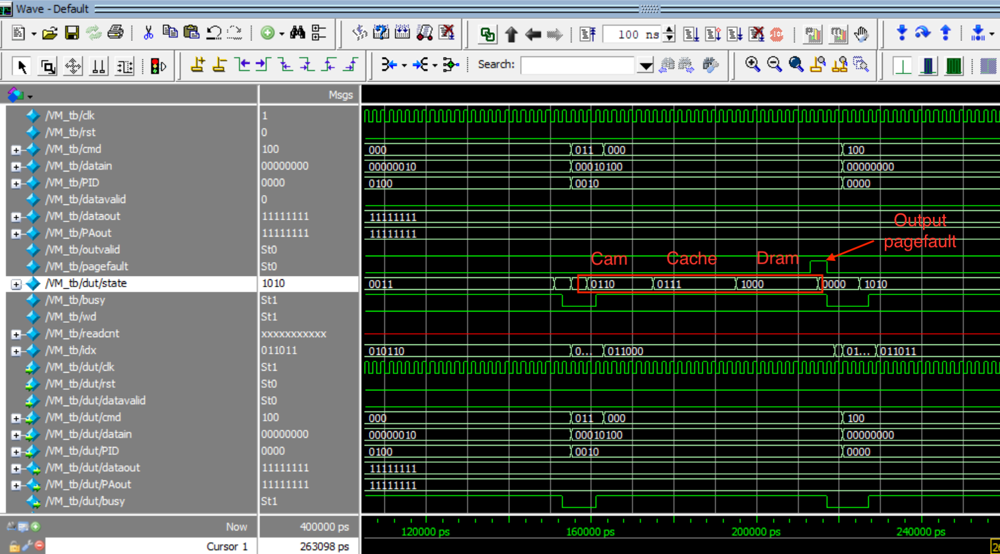 Wave - Default
100 ns
Search:
Msgs
/VM_tb/clk 1
/VM_tb/rst 0
/VM_tb/cmd 100 000 011 000 100
/VM_tb/datain 00000000 00000010 00010100 00000000
/VM_tb/PID 0000 0100 0010 0000
/VM_tb/datavalid 0
/VM_tb/dataout 11111111 11111111
/VM_tb/PAout 11111111 11111111
Output
pagefault
/VM_tb/outvalid St0
Cam Cache Dram
/VM_tb/pagefault St0
/VM_tb/dut/state 1010 0011 0110 0111 1000 0000 1010
/VM_tb/busy St1
/VM_tb/wd St1
/VM_tb/readcnt xxxxxxxxxxx
/VM_tb/idx 011011 010110 0... 011000 01... 011011
/VM_tb/dut/clk St1
/VM_tb/dut/rst St0
/VM_tb/dut/datavalid St0
/VM_tb/dut/cmd 100 000 011 000 100
/VM_tb/dut/datain 00000000 00000010 00010100 00000000
/VM_tb/dut/PID 0000 0100 0010 0000
/VM_tb/dut/dataout 11111111 11111111
/VM_tb/dut/PAout 11111111 11111111
/VM_tb/dut/busy St1
Now 400000 ps 120000 ps 160000 ps 200000 ps 240000 ps
Cursor 1 263098 ps